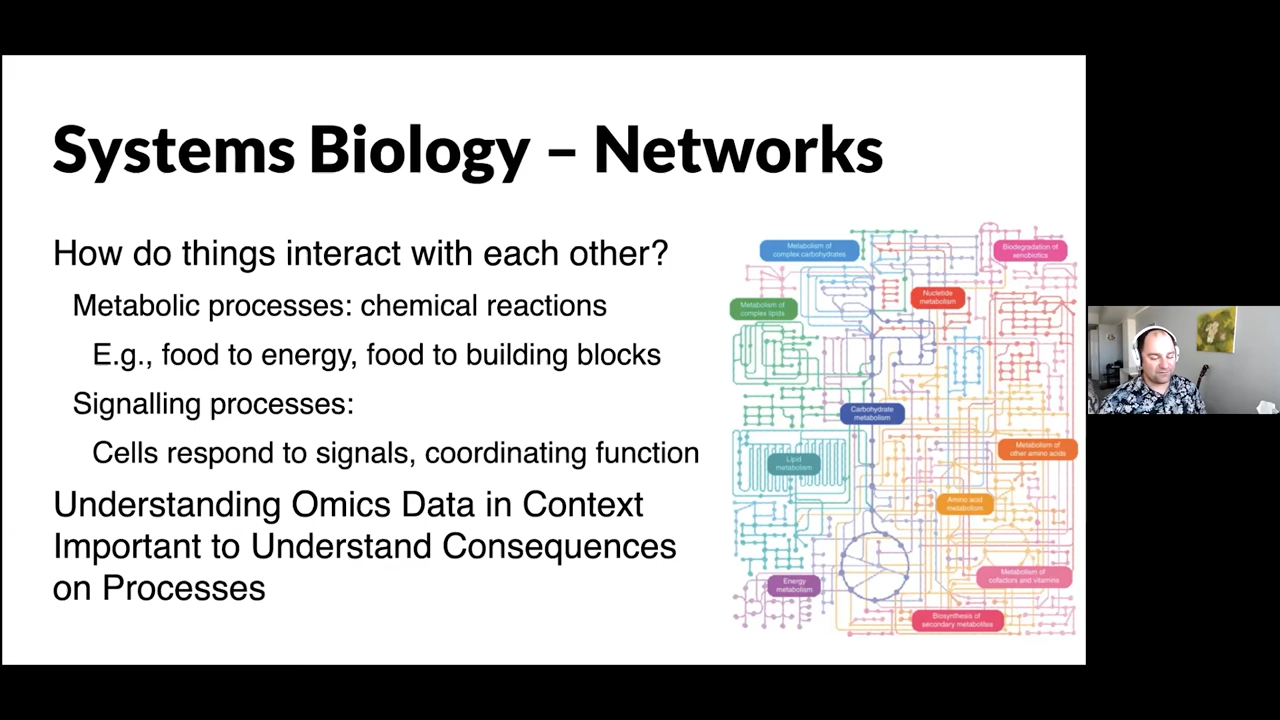 Systems Biology – Networks
How do things interact with each other?
Metabolic processes: chemical reactions
E.g., food to energy, food to building blocks
Signalling processes:
Cells respond to signals, coordinating function
Understanding Omics Data in Context
Important to Understand Consequences
on Processes
Metabolism of
complex carbohydrates
Biodegradation of
xenobiotics
Nucletide
metabolism
Metabolism of
complex lipids
Carbohydrate
metabolism
Metabolism of
other amino acids
Lipid
metabolism
Amino acid
metabolism
Metabolism of
cofactors and vitamins
Energy
metabolism
Biosynthesis of
secondary metabolites